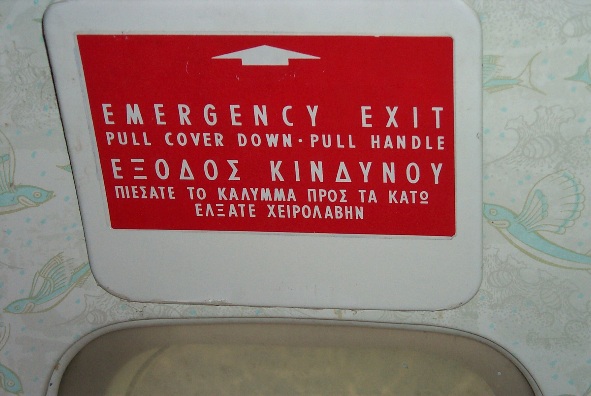 EMERGENCY EXIT
PULL COVER DOWN · PULL HANDLE
ΕΞΟΔΟΣ ΚΙΝΔΥΝΟΥ
ΠΙΕΣΑΤΕ ΤΟ ΚΑΛΥΜΜΑ ΠΡΟΣ ΤΑ ΚΑΤΩ
ΕΛΞΑΤΕ ΧΕΙΡΟΛΑΒΗΝ